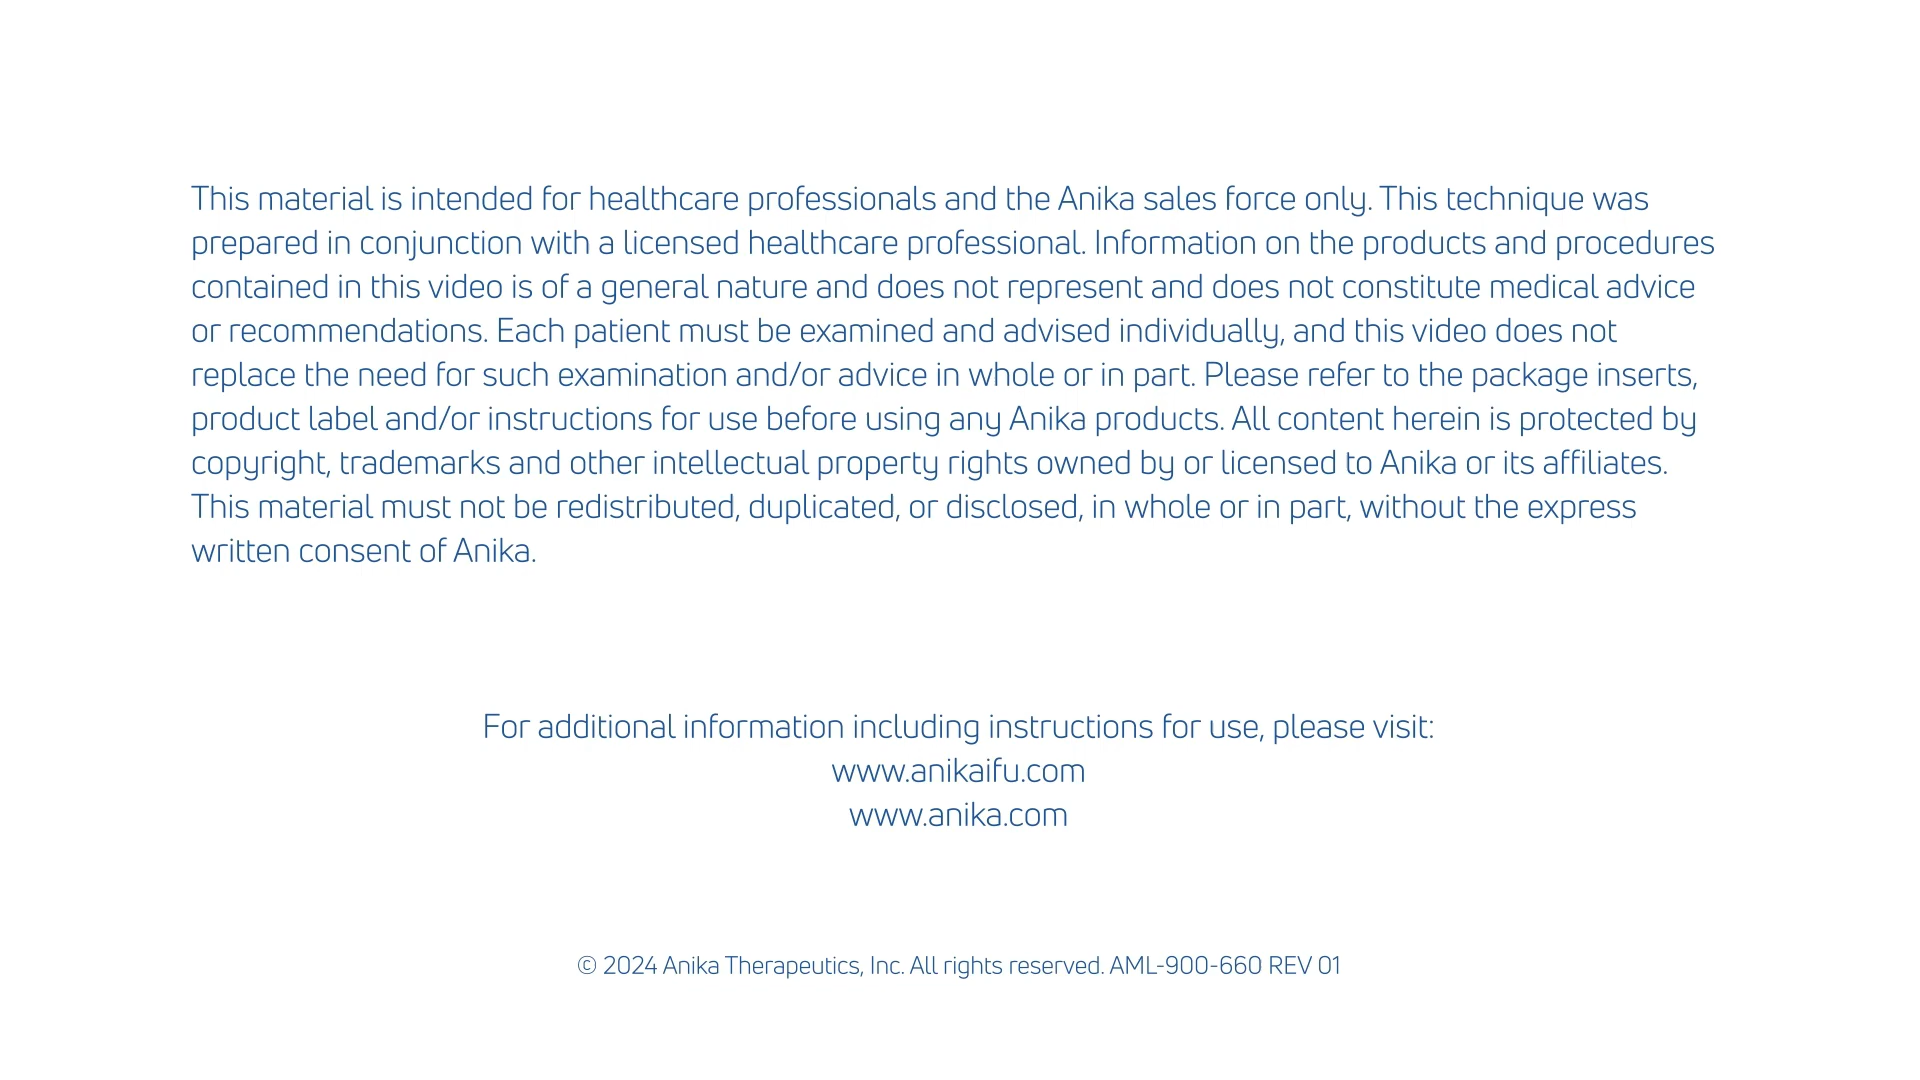 This material is intended for healthcare professionals and the Anika sales force only. This technique was
prepared in conjunction with a licensed healthcare professional. Information on the products and procedures
contained in this video is of a general nature and does not represent and does not constitute medical advice
or recommendations. Each patient must be examined and advised individually, and this video does not
replace the need for such examination and/or advice in whole or in part. Please refer to the package inserts,
product label and/or instructions for use before using any Anika products. All content herein is protected by
copyright, trademarks and other intellectual property rights owned by or licensed to Anika or its affiliates.
This material must not be redistributed, duplicated, or disclosed, in whole or in part, without the express
written consent of Anika.
For additional information including instructions for use, please visit:
www.anikaifu.com
www.anika.com
© 2024 Anika Therapeutics, Inc. All rights reserved. AML-900-660 REV 01